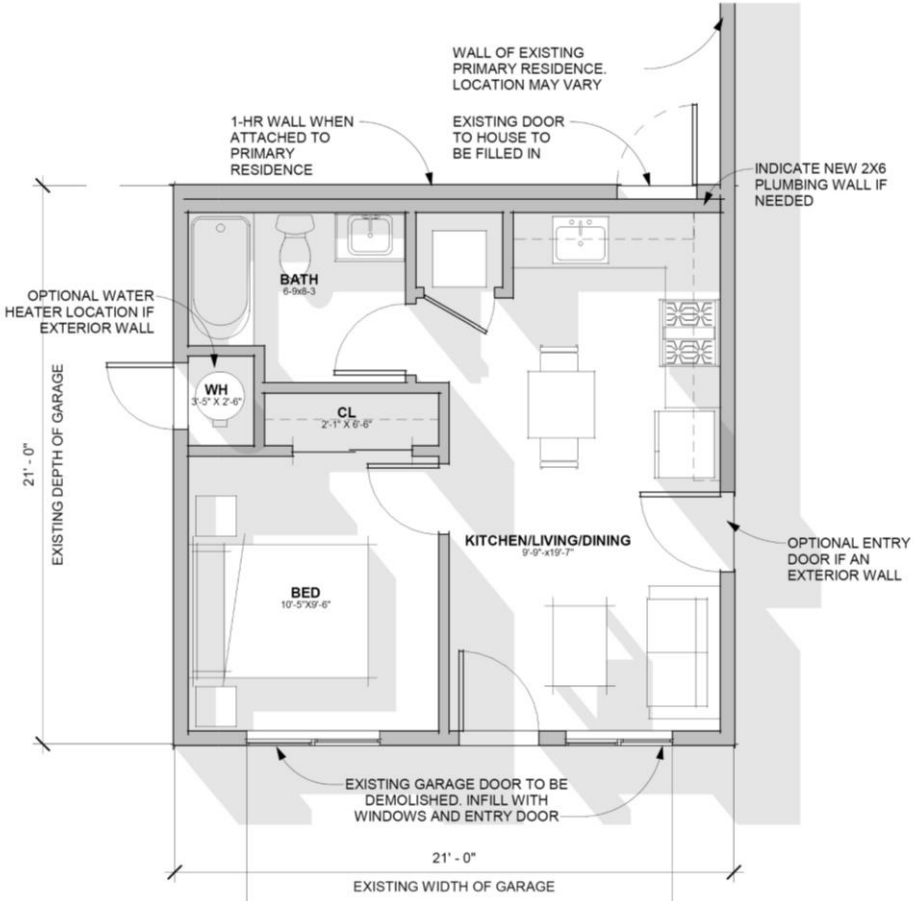 WALL OF EXISTING
PRIMARY RESIDENCE.
LOCATION MAY VARY
1-HR WALL WHEN
ATTACHED TO
PRIMARY
RESIDENCE
EXISTING DOOR
TO HOUSE TO
BE FILLED IN
INDICATE NEW 2X6
PLUMBING WALL IF
NEEDED
BATH
6-9x8-3
OPTIONAL WATER
HEATER LOCATION IF
EXTERIOR WALL
WH
3'-5" X 2'-6"
CL
2'-1" X 6'-6"
21' - 0"
EXISTING DEPTH OF GARAGE
KITCHEN/LIVING/DINING
9'-9"-x19'-7"
OPTIONAL ENTRY
DOOR IF AN
EXTERIOR WALL
BED
10'-5"X9'-6"
EXISTING GARAGE DOOR TO BE
DEMOLISHED. INFILL WITH
WINDOWS AND ENTRY DOOR
21' - 0"
EXISTING WIDTH OF GARAGE